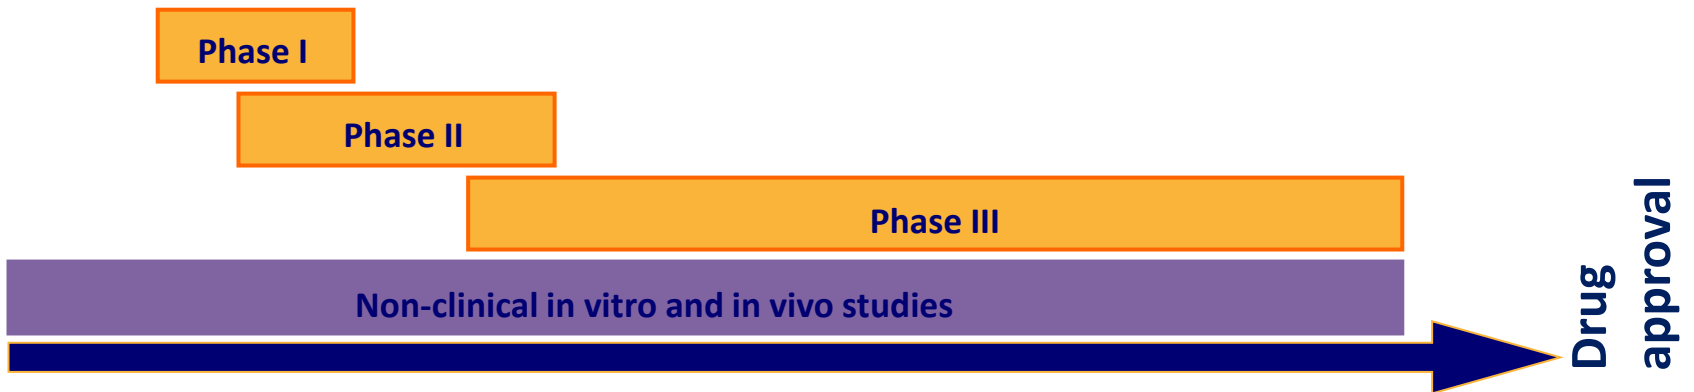 Phase I
Phase II
Phase III
Non-clinical in vitro and in vivo studies
Drug
approval